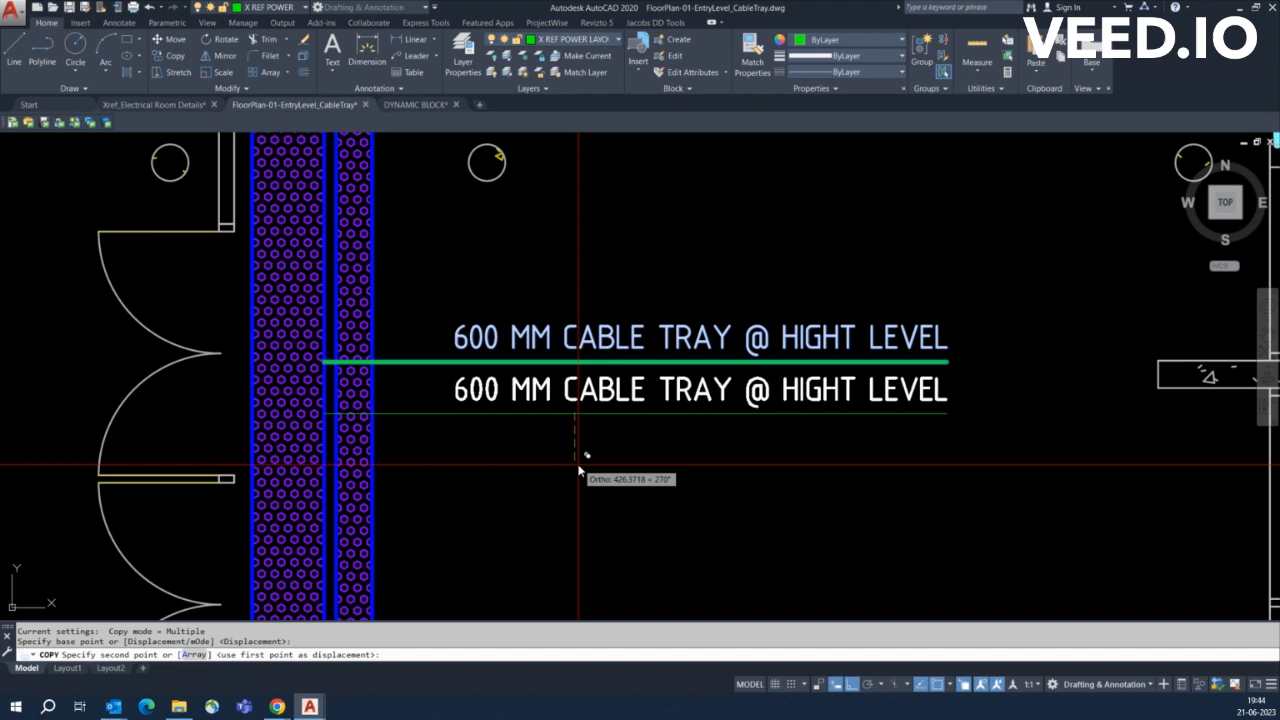 X REF POWER
Drafting & Annotation
Autodesk AutoCAD 2020 FloorPlan-01-EntryLevel_CableTray.dwg
Type a keyword or phrase
Sign In
VEED.IO
Home Insert Annotate Parametric View Manage Output Add-ins Collaborate Express Tools Featured Apps ProjectWise Revizto 5 Jacobs DD Tools
Line Polyline Circle Arc
Move Rotate Trim
Copy Mirror Fillet
Stretch Scale Array
Text Dimension
Linear
Leader
Table
Layer Properties
X REF POWER LAYO
Make Current
Match Layer
Insert
Create
Edit
Edit Attributes
Match Properties
ByLayer
ByLayer
ByLayer
Group
Measure
Paste
Base
Draw Modify Annotation Layers Block Properties Groups Utilities Clipboard View
Start Xref_Electrical Room Details* FloorPlan-01-EntryLevel_CableTray* DYNAMIC BLOCK*
N
W TOP E
S
600 MM CABLE TRAY @ HIGHT LEVEL
600 MM CABLE TRAY @ HIGHT LEVEL
Ortho: 426.3718 < 270°
Y
X
Current settings: Copy mode = Multiple
Specify base point or [Displacement/mOde] <Displacement>:
COPY Specify second point or [Array] <use first point as displacement>:
Model Layout1 Layout2
MODEL 1:1 Drafting & Annotation
19:44
21-06-2023